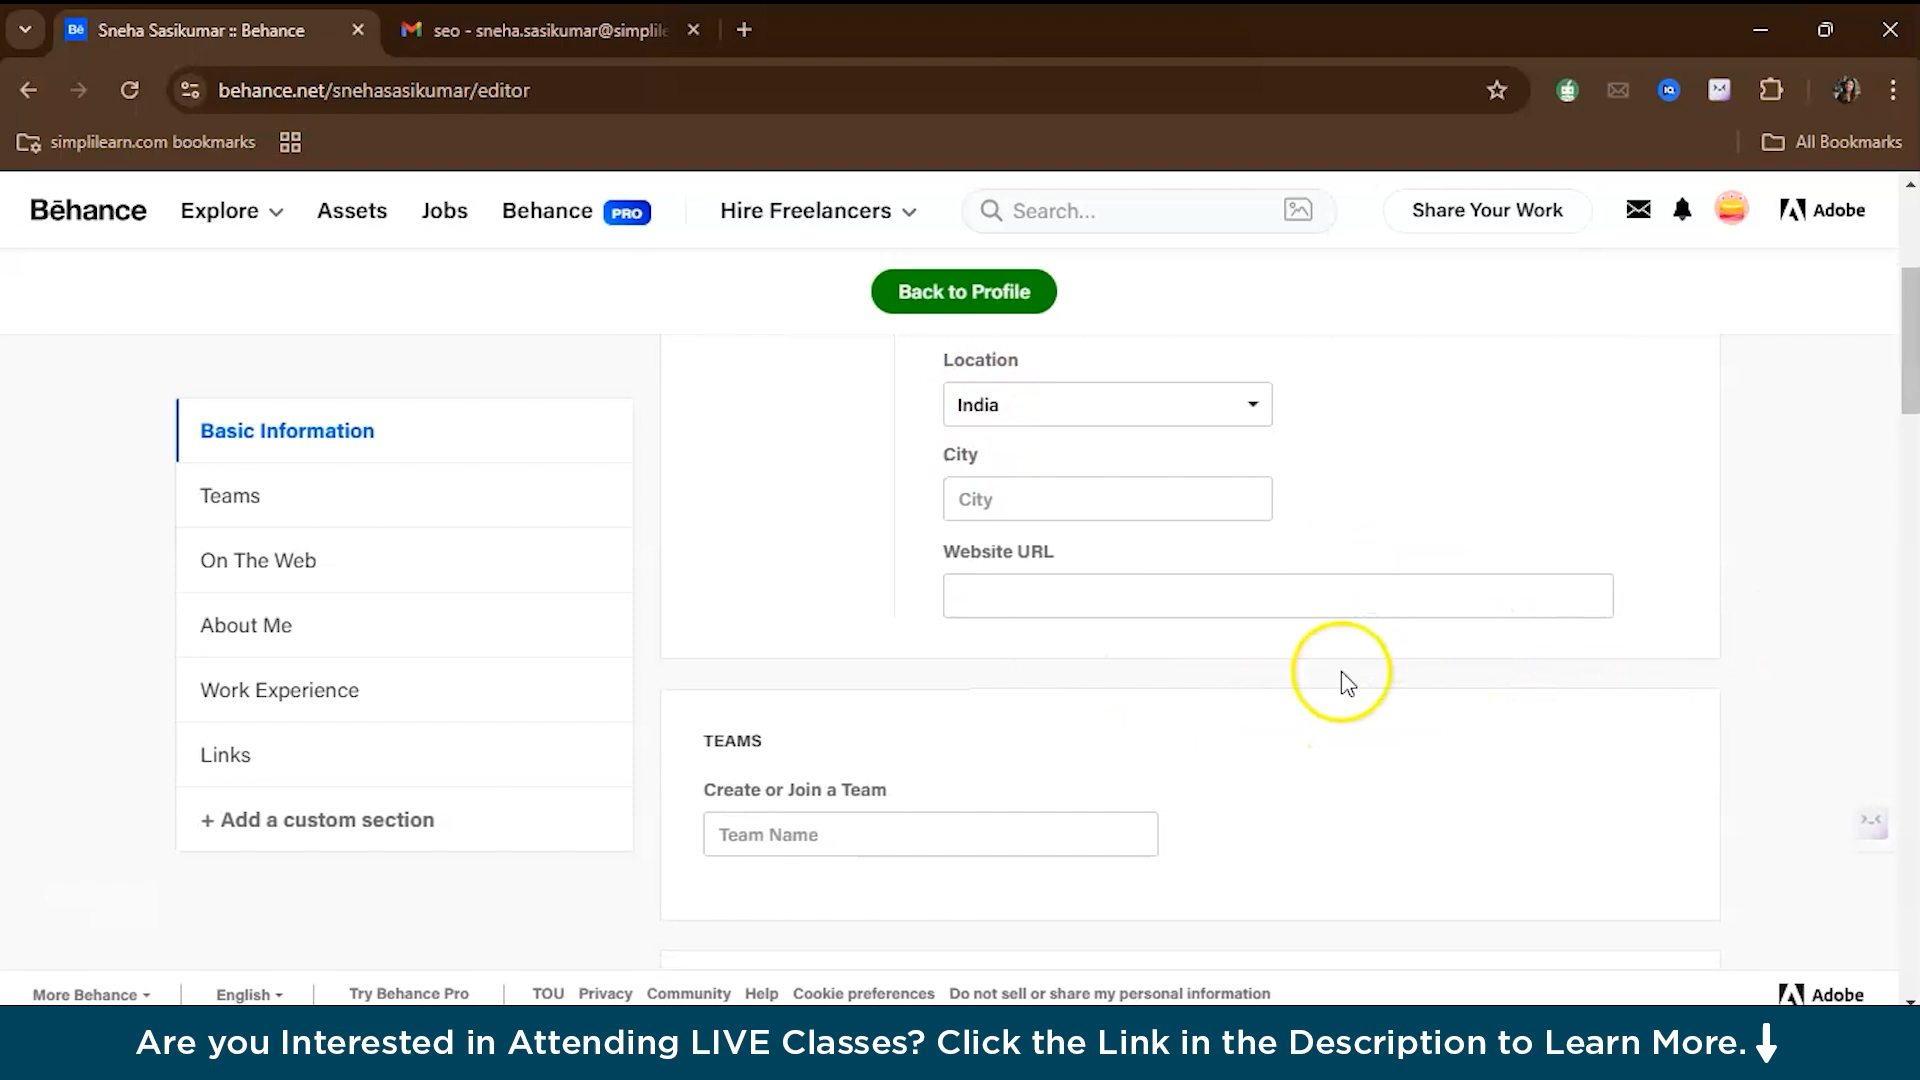 Bē Sneha Sasikumar :: Behance
seo - sneha.sasikumar@simplile
behance.net/snehasasikumar/editor
simplilearn.com bookmarks
All Bookmarks
Bēhance
Explore
Assets
Jobs
Behance PRO
Hire Freelancers
Search...
Share Your Work
Adobe
Back to Profile
Location
India
City
City
Website URL
Basic Information
Teams
On The Web
About Me
Work Experience
Links
+ Add a custom section
TEAMS
Create or Join a Team
Team Name
More Behance
English
Try Behance Pro
TOU Privacy Community Help Cookie preferences Do not sell or share my personal information
Adobe
Are you Interested in Attending LIVE Classes? Click the Link in the Description to Learn More.